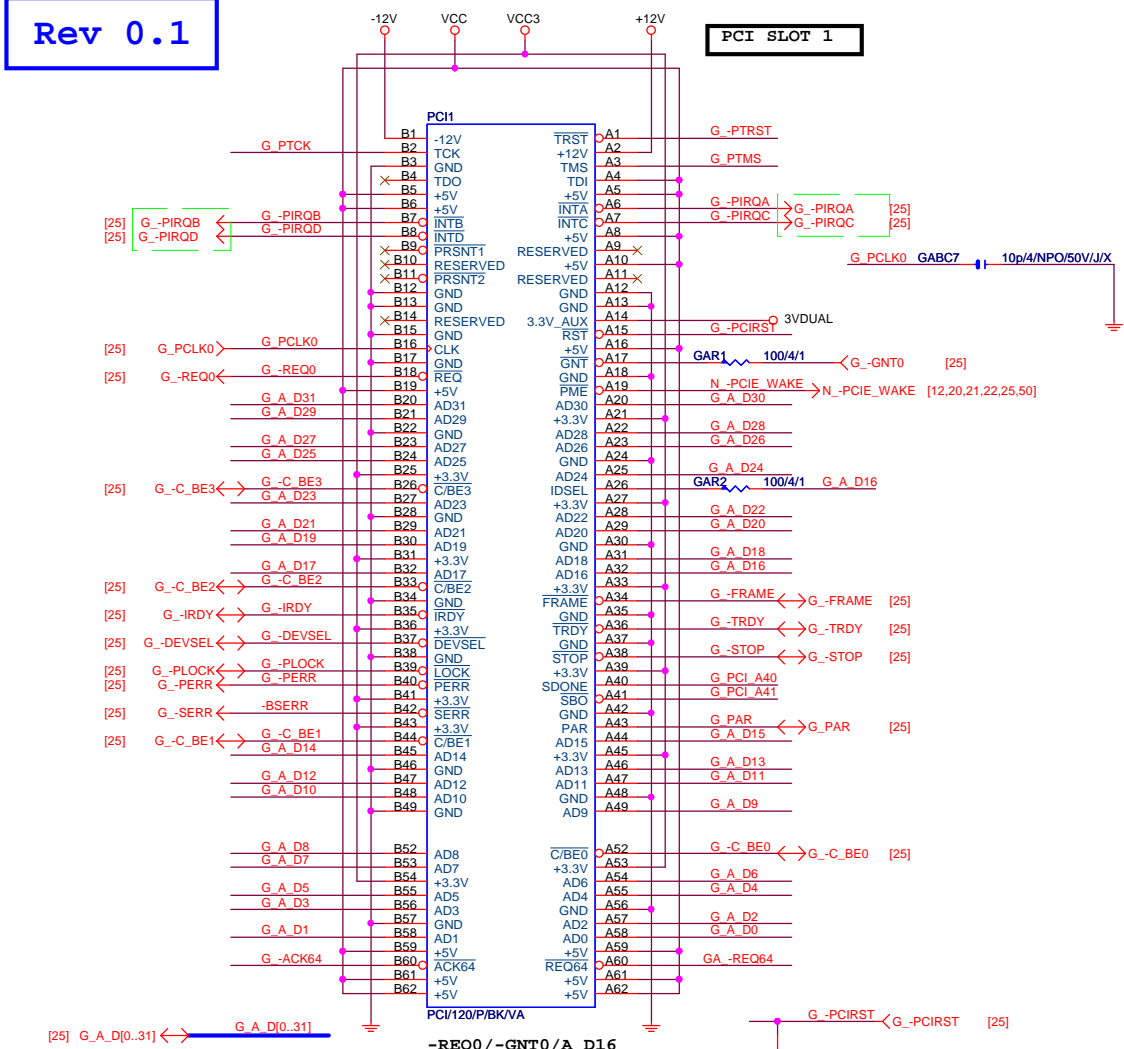 Rev 0.1
-12V VCC VCC3 +12V
PCI SLOT 1
PCI1
B1 -12V TRST A1 G_-PTRST
G_PTCK B2 TCK +12V A2
B3 GND TMS A3 G_PTMS
B4 TDO TDI A4
B5 +5V +5V A5
B6 +5V INTA A6 G_-PIRQA G_-PIRQA [25]
[25] G_-PIRQB G_-PIRQB B7 INTB INTC A7 G_-PIRQC G_-PIRQC [25]
[25] G_-PIRQD G_-PIRQD B8 INTD +5V A8
B9 PRSNT1 RESERVED A9
B10 RESERVED +5V A10
G_PCLK0 GABC7 10p/4/NPO/50V/J/X
B11 PRSNT2 RESERVED A11
B12 GND GND A12
B13 GND GND A13
B14 RESERVED 3.3V_AUX A14 3VDUAL
B15 GND RST A15 G_-PCIRST
[25] G_PCLK0 G_PCLK0 B16 CLK +5V A16
B17 GND GNT A17 GAR1 100/4/1 G_-GNT0 [25]
[25] G_-REQ0 G_-REQ0 B18 REQ GND A18
B19 +5V PME A19 N_-PCIE_WAKE N_-PCIE_WAKE [12,20,21,22,25,50]
G_A_D31 B20 AD31 AD30 A20 G_A_D30
G_A_D29 B21 AD29 +3.3V A21
B22 GND AD28 A22 G_A_D28
G_A_D27 B23 AD27 AD26 A23 G_A_D26
G_A_D25 B24 AD25 GND A24
B25 +3.3V AD24 A25 G_A_D24
[25] G_-C_BE3 G_-C_BE3 B26 C/BE3 IDSEL A26 GAR2 100/4/1 G_A_D16
G_A_D23 B27 AD23 +3.3V A27
B28 GND AD22 A28 G_A_D22
G_A_D21 B29 AD21 AD20 A29 G_A_D20
G_A_D19 B30 AD19 GND A30
B31 +3.3V AD18 A31 G_A_D18
G_A_D17 B32 AD17 AD16 A32 G_A_D16
[25] G_-C_BE2 G_-C_BE2 B33 C/BE2 +3.3V A33
B34 GND FRAME A34 G_-FRAME G_-FRAME [25]
[25] G_-IRDY G_-IRDY B35 IRDY GND A35
B36 +3.3V TRDY A36 G_-TRDY G_-TRDY [25]
[25] G_-DEVSEL G_-DEVSEL B37 DEVSEL GND A37
B38 GND STOP A38 G_-STOP G_-STOP [25]
[25] G_-PLOCK G_-PLOCK B39 LOCK +3.3V A39
[25] G_-PERR G_-PERR B40 PERR SDONE A40 G_PCI_A40
B41 +3.3V SBO A41 G_PCI_A41
[25] G_-SERR -BSERR B42 SERR GND A42
B43 +3.3V PAR A43 G_PAR G_PAR [25]
[25] G_-C_BE1 G_-C_BE1 B44 C/BE1 AD15 A44 G_A_D15
G_A_D14 B45 AD14 +3.3V A45
B46 GND AD13 A46 G_A_D13
G_A_D12 B47 AD12 AD11 A47 G_A_D11
G_A_D10 B48 AD10 GND A48
B49 GND AD9 A49 G_A_D9
G_A_D8 B52 AD8 C/BE0 A52 G_-C_BE0 G_-C_BE0 [25]
G_A_D7 B53 AD7 +3.3V A53
B54 +3.3V AD6 A54 G_A_D6
G_A_D5 B55 AD5 AD4 A55 G_A_D4
G_A_D3 B56 AD3 GND A56
B57 GND AD2 A57 G_A_D2
G_A_D1 B58 AD1 AD0 A58 G_A_D0
B59 +5V +5V A59
G_-ACK64 B60 ACK64 REQ64 A60 GA_-REQ64
B61 +5V +5V A61
B62 +5V +5V A62
PCI/120/P/BK/VA
[25] G_A_D[0..31] G_A_D[0..31]
G_-PCIRST G_-PCIRST [25]
-REQ0/-GNT0/A_D16